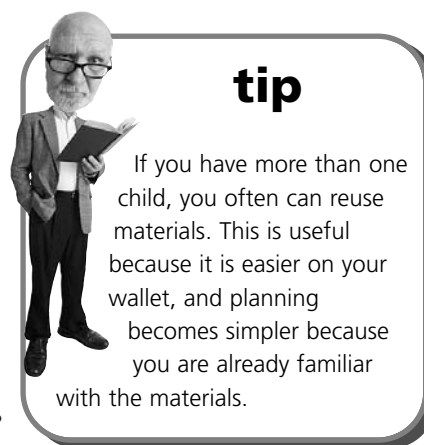 tip
If you have more than one
child, you often can reuse
materials. This is useful
because it is easier on your
wallet, and planning
becomes simpler because
you are already familiar
with the materials.